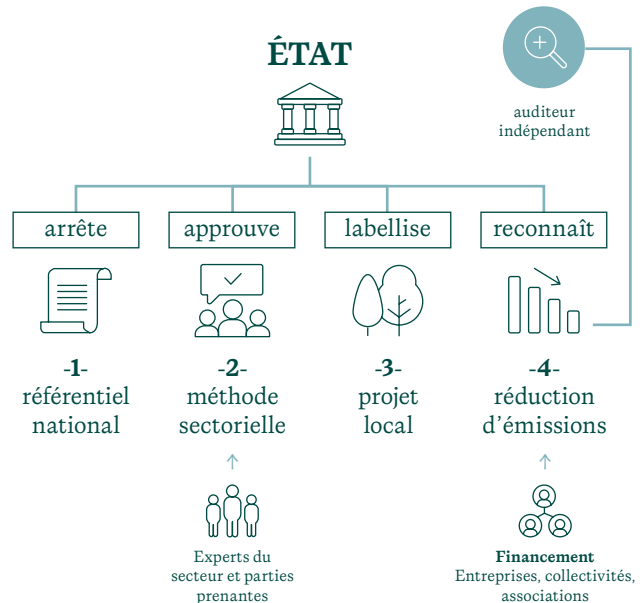 ÉTAT
auditeur
indépendant
arrête
approuve
labellise
reconnaît
-1-
référentiel
national
-2-
méthode
sectorielle
-3-
projet
local
-4-
réduction
d'émissions
Experts du
secteur et parties
prenantes
Financement
Entreprises, collectivités,
associations